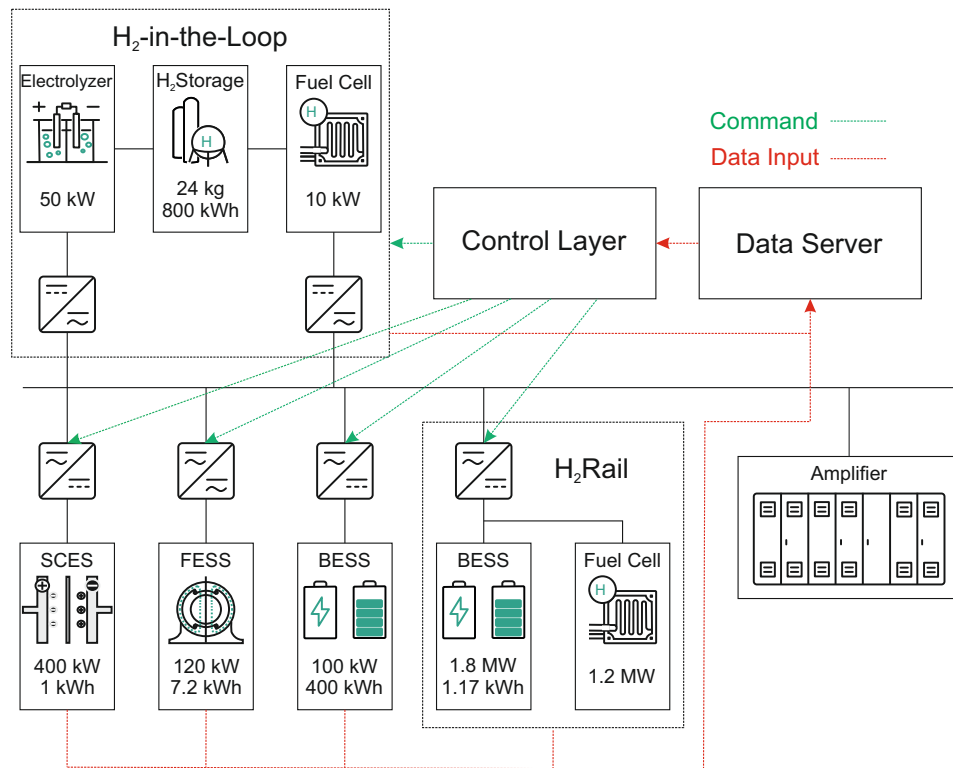 H₂-in-the-Loop
Electrolyzer
+ −
50 kW
H₂Storage
H
24 kg
800 kWh
Fuel Cell
H
10 kW
Command
Data Input
Control Layer
Data Server
H₂Rail
Amplifier
SCES
400 kW
1 kWh
FESS
120 kW
7.2 kWh
BESS
100 kW
400 kWh
BESS
1.8 MW
1.17 kWh
Fuel Cell
H
1.2 MW